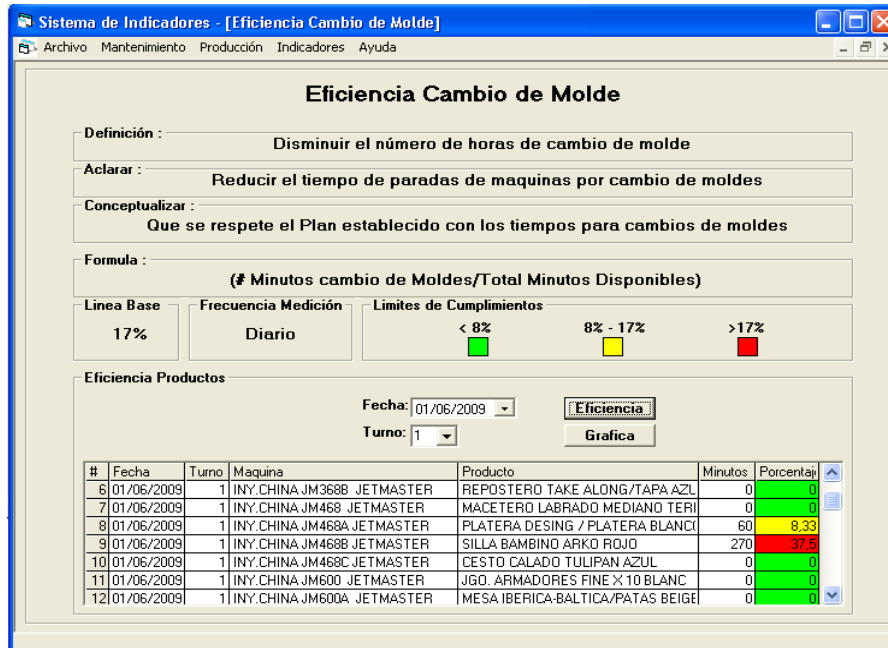 Sistema de Indicadores - [Eficiencia Cambio de Molde]
Archivo Mantenimiento Producción Indicadores Ayuda
Eficiencia Cambio de Molde
Definición :
Disminuir el número de horas de cambio de molde
Aclarar :
Reducir el tiempo de paradas de maquinas por cambio de moldes
Conceptualizar :
Que se respete el Plan establecido con los tiempos para cambios de moldes
Formula :
(# Minutos cambio de Moldes/Total Minutos Disponibles)
Linea Base Frecuencia Medición Limites de Cumplimientos
17% Diario < 8% 8% - 17% >17%
Eficiencia Productos
Fecha: 01/06/2009 Eficiencia
Turno: 1 Grafica
# Fecha Turno Maquina Producto Minutos Porcentaj
6 01/06/2009 1 INY.CHINA JM368B JETMASTER REPOSTERO TAKE ALONG/TAPA AZU 0 0
7 01/06/2009 1 INY.CHINA JM468 JETMASTER MACETERO LABRADO MEDIANO TERI 0 0
8 01/06/2009 1 INY.CHINA JM468A JETMASTER PLATERA DESING / PLATERA BLANC 60 8,33
9 01/06/2009 1 INY.CHINA JM468B JETMASTER SILLA BAMBINO ARKO ROJO 270 37,5
10 01/06/2009 1 INY.CHINA JM468C JETMASTER CESTO CALADO TULIPAN AZUL 0 0
11 01/06/2009 1 INY.CHINA JM600 JETMASTER JGO. ARMADORES FINE X 10 BLANC 0 0
12 01/06/2009 1 INY.CHINA JM600A JETMASTER MESA IBERICA-BALTICA/PATAS BEIGE 0 0